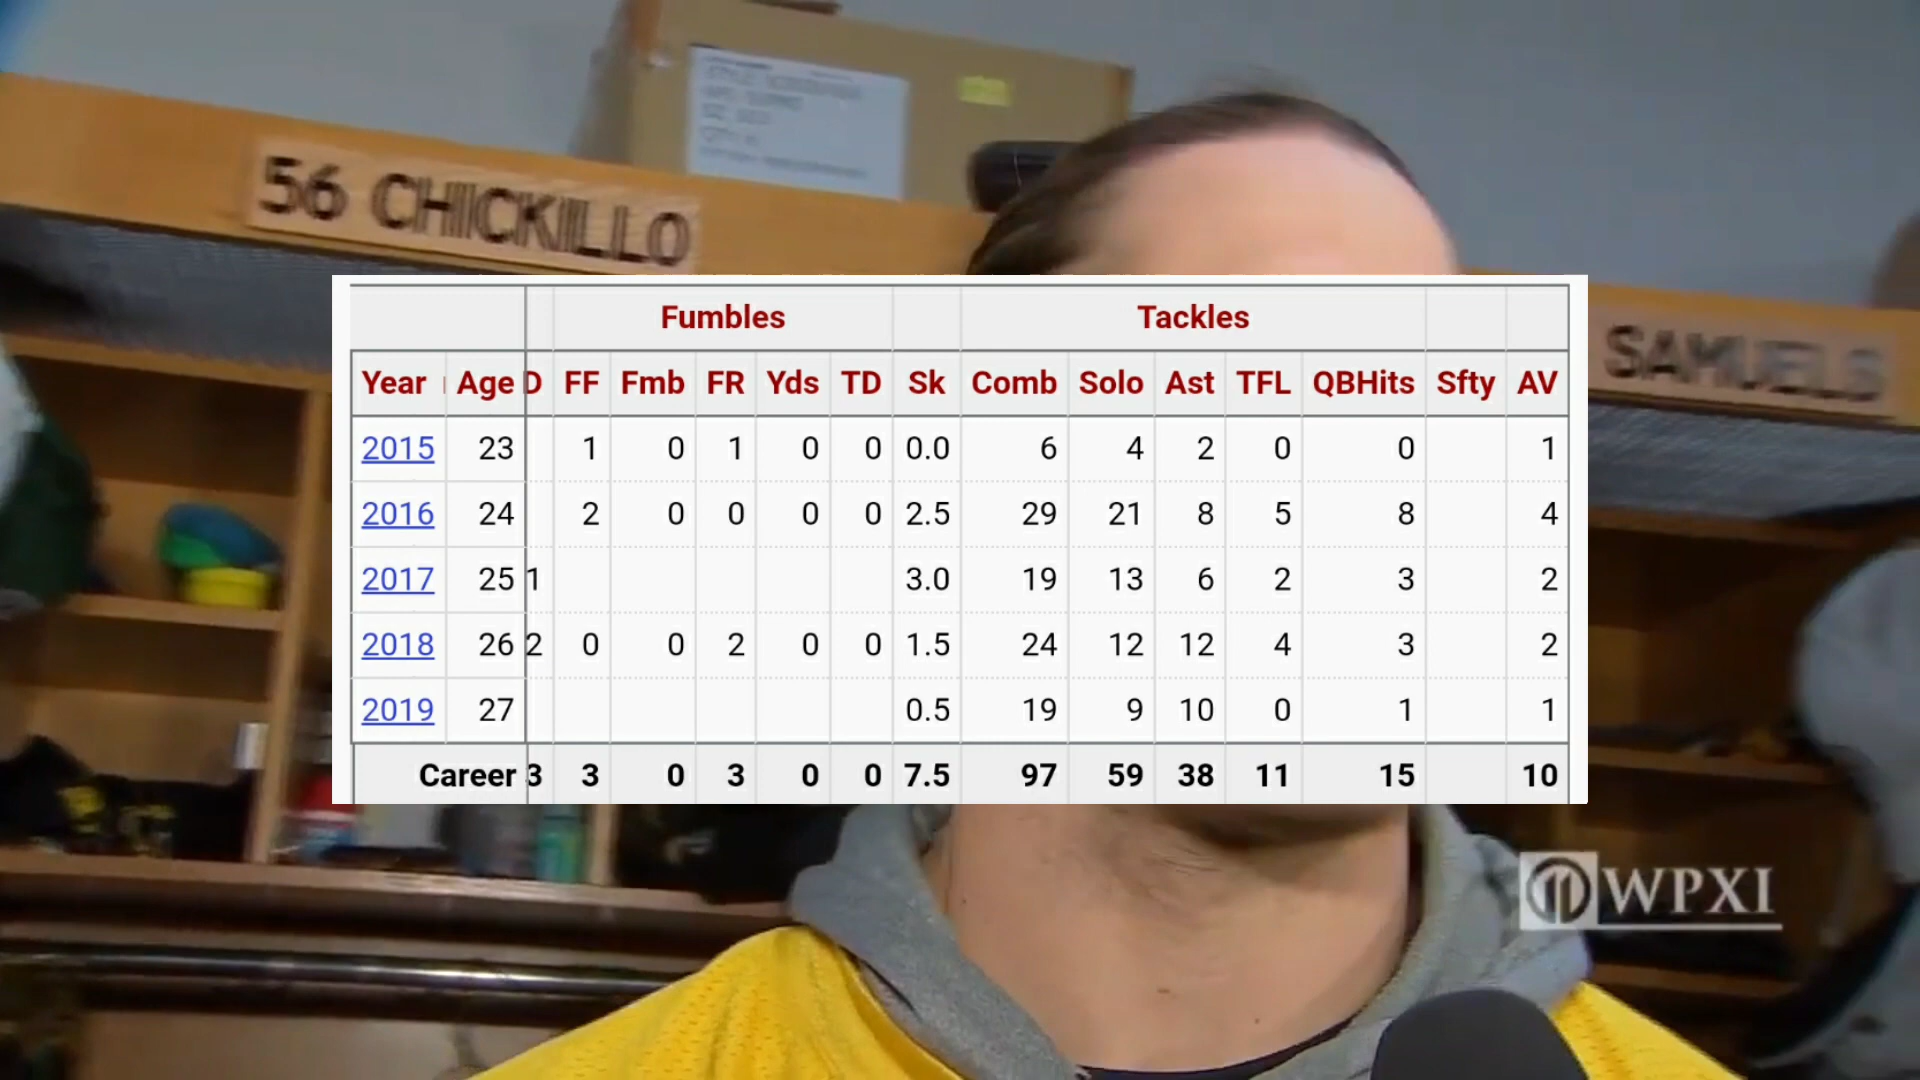 56 CHICKILLO
SAMUELS
Fumbles Tackles
Year Age D FF Fmb FR Yds TD Sk Comb Solo Ast TFL QBHits Sfty AV
2015 23 1 0 1 0 0 0.0 6 4 2 0 0 1
2016 24 2 0 0 0 0 2.5 29 21 8 5 8 4
2017 25 1 3.0 19 13 6 2 3 2
2018 26 2 0 0 2 0 0 1.5 24 12 12 4 3 2
2019 27 0.5 19 9 10 0 1 1
Career 3 3 0 3 0 0 7.5 97 59 38 11 15 10
11 WPXI